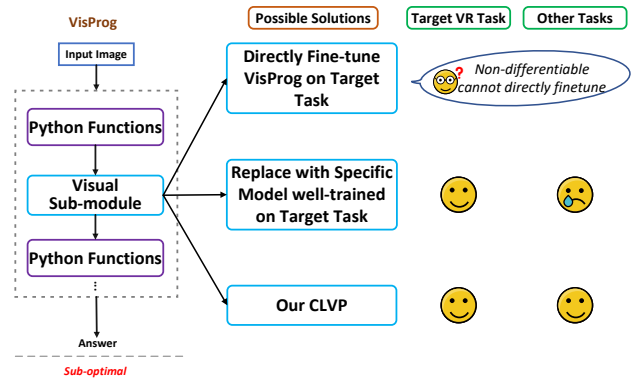 VisProg
Input Image
Python Functions
Visual
Sub-module
Python Functions
...
Answer
Sub-optimal
Possible Solutions
Target VR Task
Other Tasks
Directly Fine-tune
VisProg on Target
Task
?
Non-differentiable
cannot directly finetune
Replace with Specific
Model well-trained
on Target Task
Our CLVP